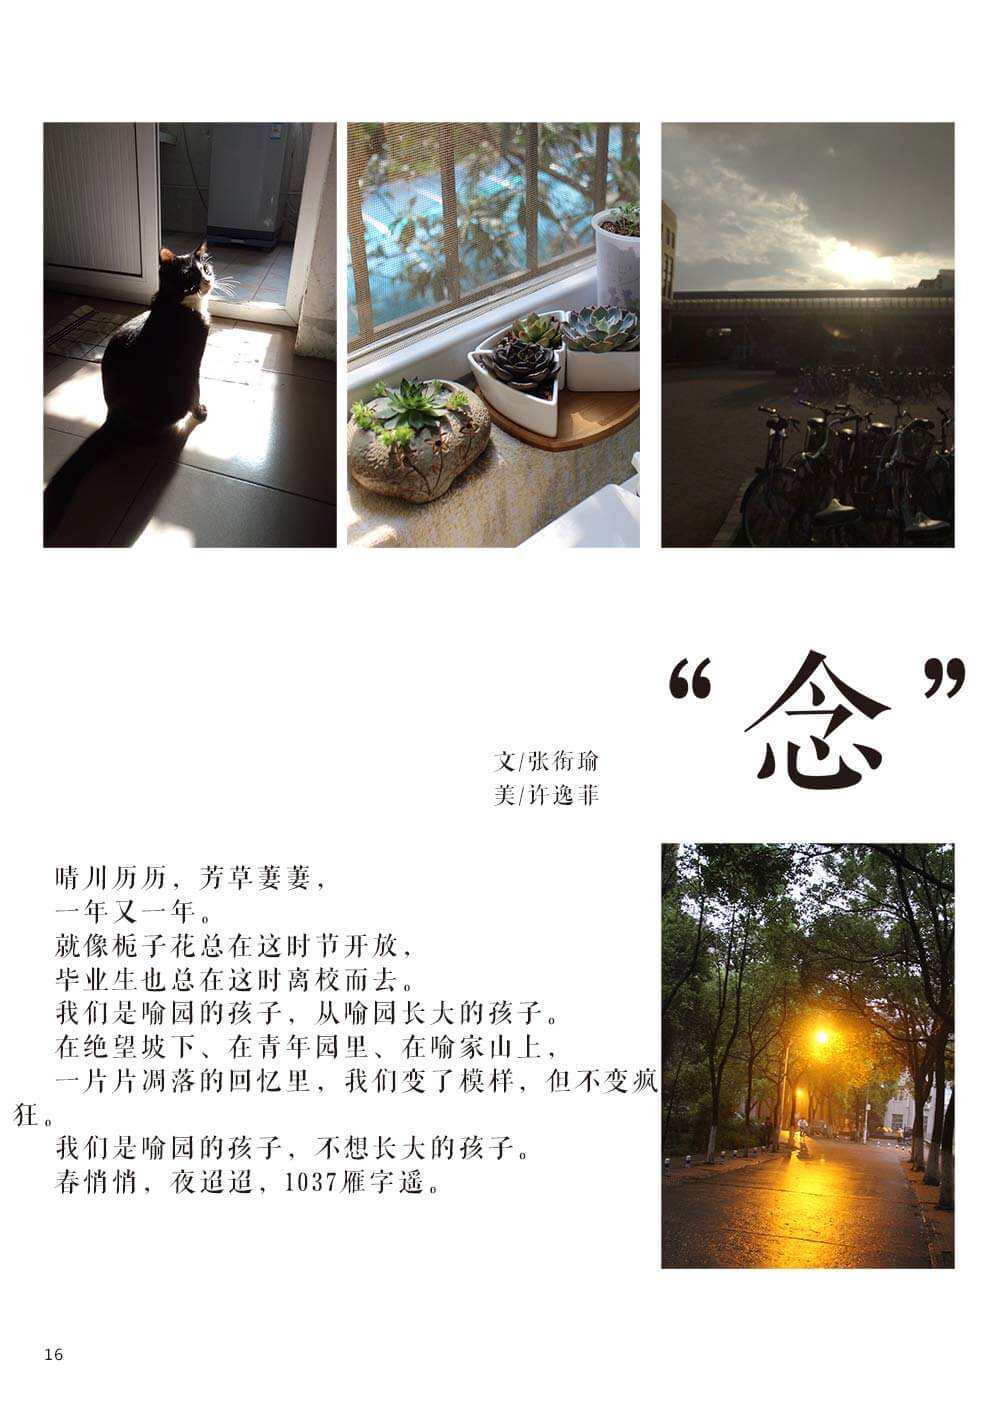 “念”
文/张衔瑜
美/许逸菲
晴川历历，芳草萋萋，
一年又一年。
就像栀子花总在这时节开放，
毕业生也总在这时离校而去。
我们是喻园的孩子，从喻园长大的孩子。
在绝望坡下、在青年园里、在喻家山上，
一片片凋落的回忆里，我们变了模样，但不变疯
狂。
我们是喻园的孩子，不想长大的孩子。
春悄悄，夜迢迢，1037雁字遥。
16